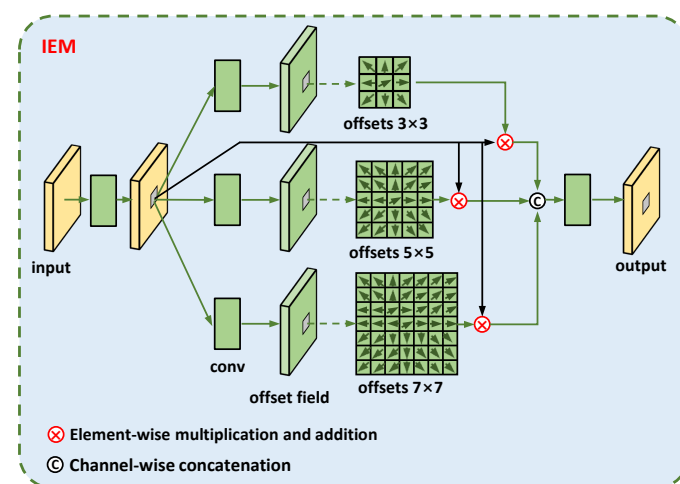 IEM
offsets 3×3
input
offsets 5×5
output
conv
offset field
offsets 7×7
Element-wise multiplication and addition
C
Channel-wise concatenation
C